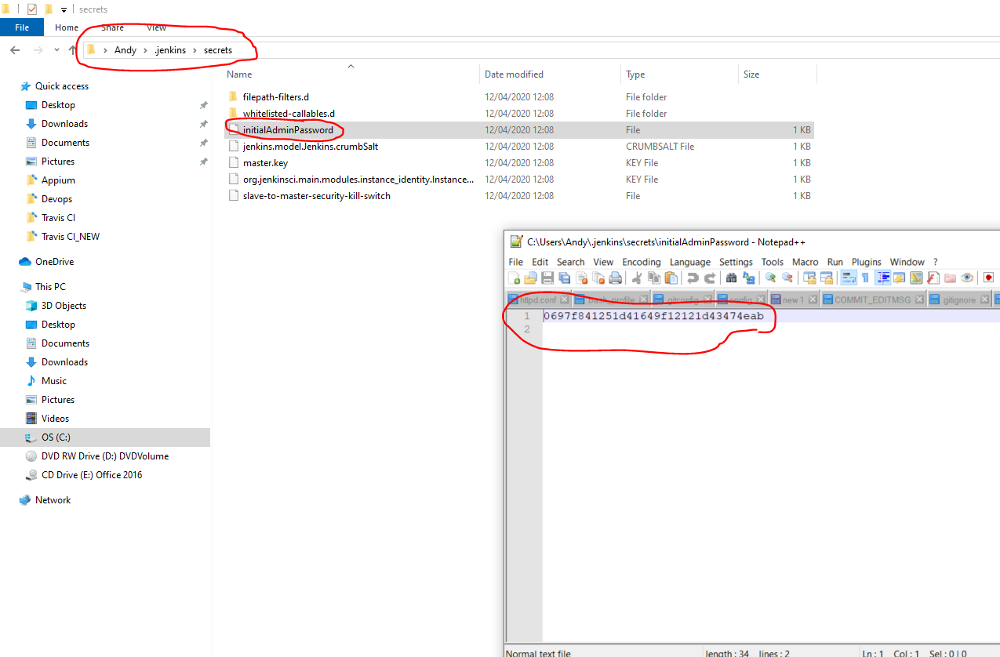 secrets
File Home Share View
Andy .jenkins secrets
Name Date modified Type Size
Quick access
Desktop
Downloads
Documents
Pictures
Appium
Devops
Travis CI
Travis CI_NEW
OneDrive
This PC
3D Objects
Desktop
Documents
Downloads
Music
Pictures
Videos
OS (C:)
DVD RW Drive (D:) DVDVolume
CD Drive (E:) Office 2016
Network
filepath-filters.d 12/04/2020 12:08 File folder
whitelisted-callables.d 12/04/2020 12:08 File folder
initialAdminPassword 12/04/2020 12:08 File 1 KB
jenkins.model.Jenkins.crumbSalt 12/04/2020 12:08 CRUMBSALT File 1 KB
master.key 12/04/2020 12:08 KEY File 1 KB
org.jenkinsci.main.modules.instance_identity.Instance... 12/04/2020 12:08 KEY File 1 KB
slave-to-master-security-kill-switch 12/04/2020 12:08 File 1 KB
C:\Users\Andy\.jenkins\secrets\initialAdminPassword - Notepad++
File Edit Search View Encoding Language Settings Tools Macro Run Plugins Window ?
httpd.conf .bash_profile .gitconfig config new 1 COMMIT_EDITMSG .gitignore
1 0697f841251d41649f12121d43474eab
2
Normal text file length : 34 lines : 2 Ln : 1 Col : 1 Sel : 0 | 0